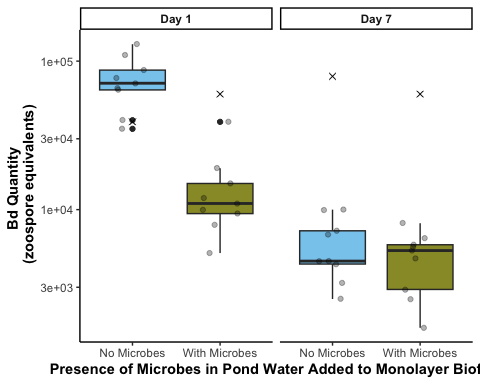 Day 1
Day 7
1e+05
3e+04
1e+04
3e+03
Bd Quantity
(zoospore equivalents)
No Microbes
With Microbes
No Microbes
With Microbes
Presence of Microbes in Pond Water Added to Monolayer Biof